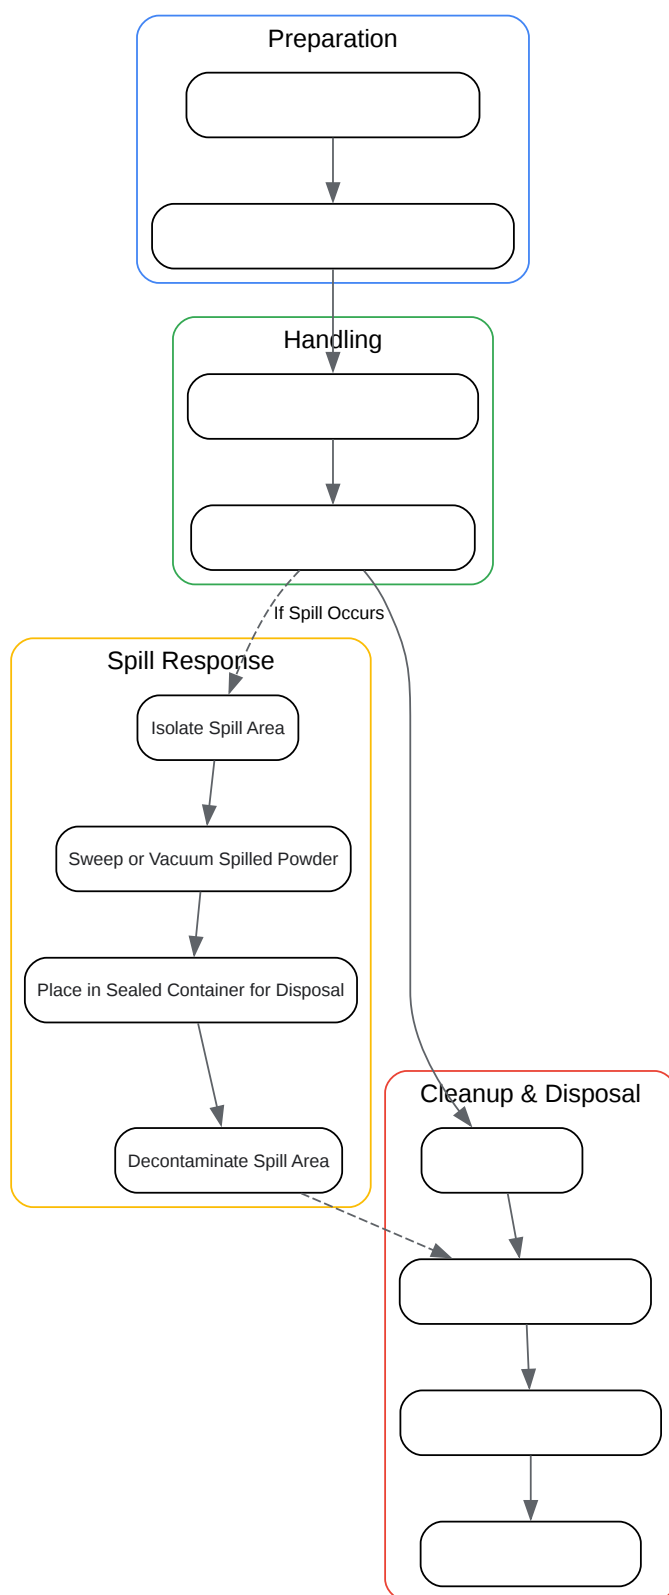 Preparation
Handling
If Spill Occurs
Spill Response
Isolate Spill Area
Sweep or Vacuum Spilled Powder
Place in Sealed Container for Disposal
Cleanup & Disposal
Decontaminate Spill Area